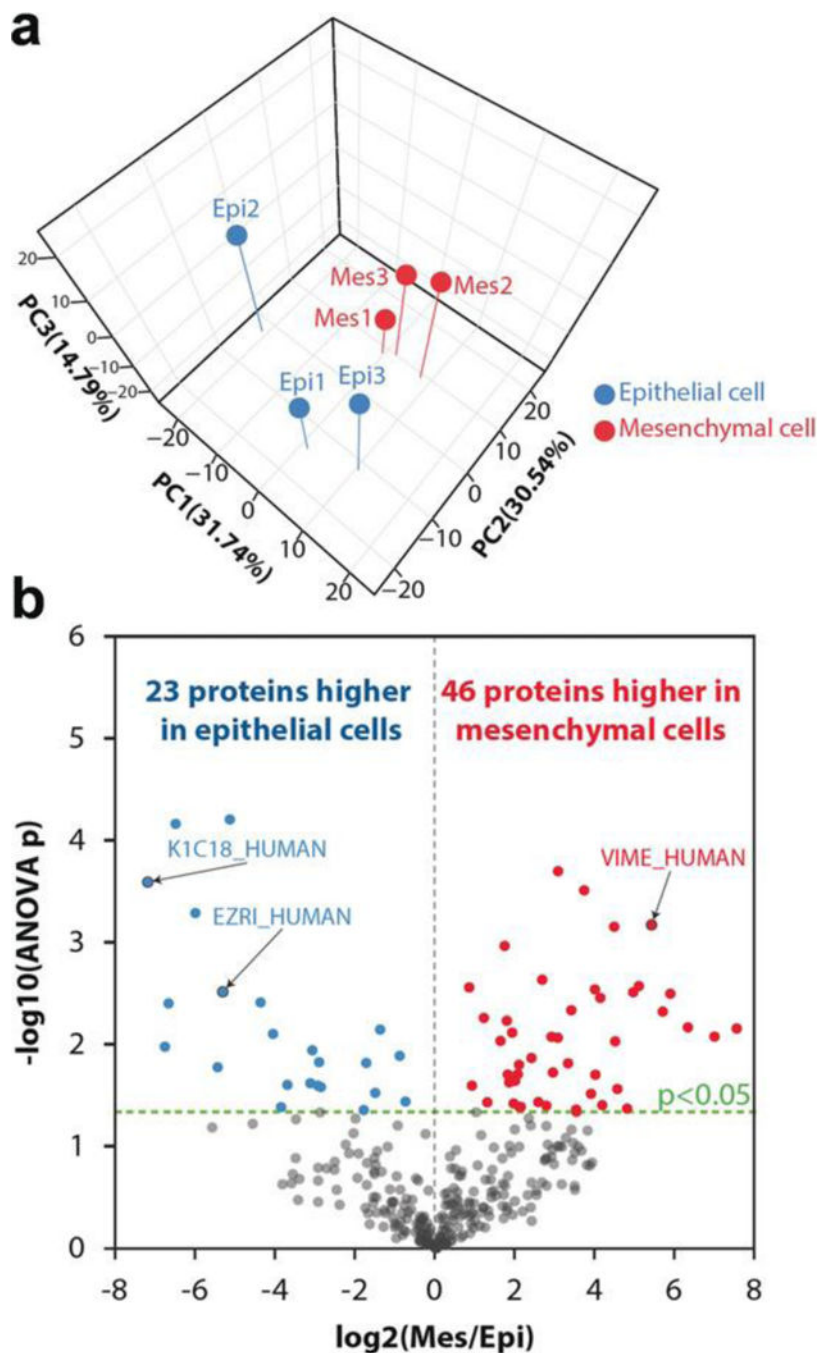 a
Epi2
Mes3
Mes2
Mes1
Epi1
Epi3
20
10
0
−10
−20
PC3(14.79%)
−20
−10
0
10
20
PC1(31.74%)
−20
−10
0
10
20
PC2(30.54%)
Epithelial cell
Mesenchymal cell
b
6
5
4
3
2
1
0
-log10(ANOVA p)
23 proteins higher
in epithelial cells
46 proteins higher in
mesenchymal cells
K1C18_HUMAN
EZRI_HUMAN
VIME_HUMAN
p<0.05
-8
-6
-4
-2
0
2
4
6
8
log2(Mes/Epi)